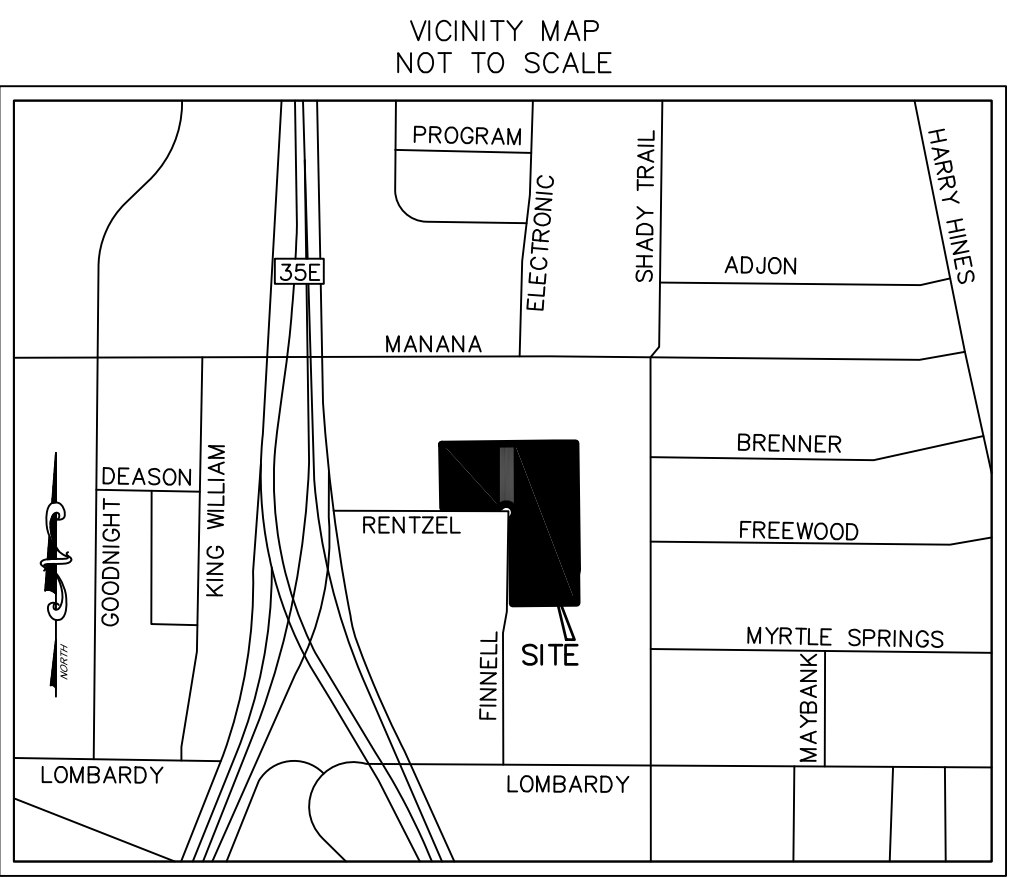 VICINITY MAP
NOT TO SCALE
PROGRAM
HARRY HINES
SHADY TRAIL
ELECTRONIC
35E
ADJON
MANANA
BRENNER
DEASON
KING WILLIAM
GOODNIGHT
RENTZEL
FREEWOOD
NORTH
FINNELL
SITE
MYRTLE SPRINGS
MAYBANK
LOMBARDY
LOMBARDY